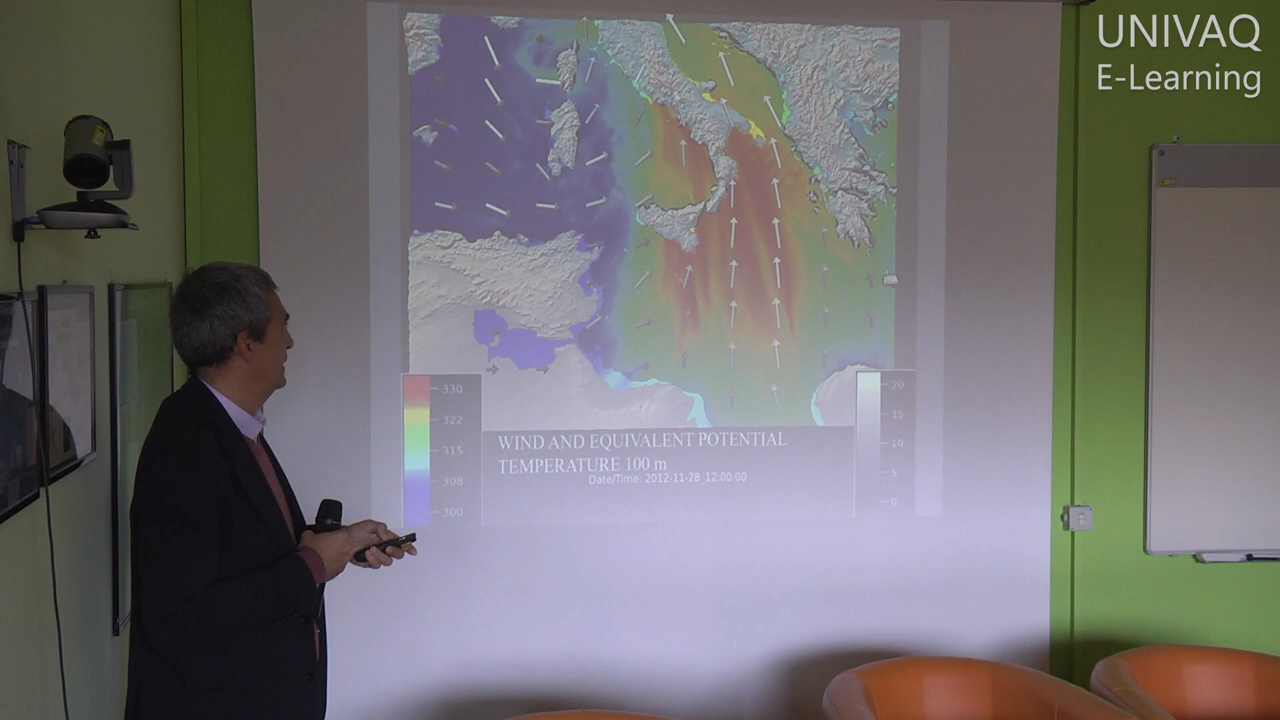 UNIVAQ
E-Learning
330
322
315
308
300
20
15
10
5
0
WIND AND EQUIVALENT POTENTIAL
TEMPERATURE 100 m
Date/Time: 2012-11-28_12:00:00